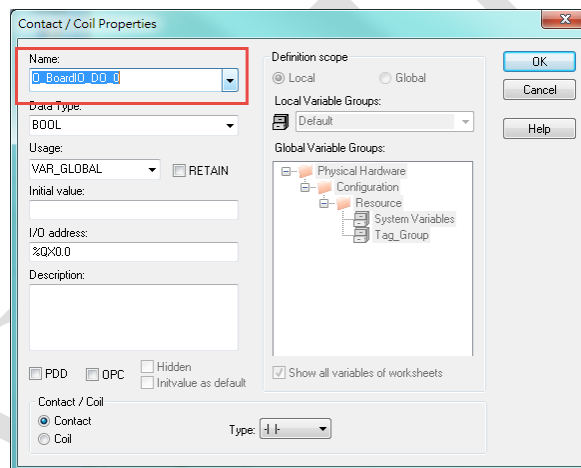 Contact / Coil Properties
Name:
O_BoardIO_DO_0
Data Type:
BOOL
Usage:
VAR_GLOBAL
RETAIN
Initial value:
I/O address:
%QX0.0
Description:
PDD
OPC
Hidden
Initvalue as default
Contact / Coil
Contact
Coil
Type:
Definition scope
Local
Global
Local Variable Groups:
Default
Global Variable Groups:
Physical Hardware
Configuration
Resource
System Variables
Tag_Group
Show all variables of worksheets
OK
Cancel
Help